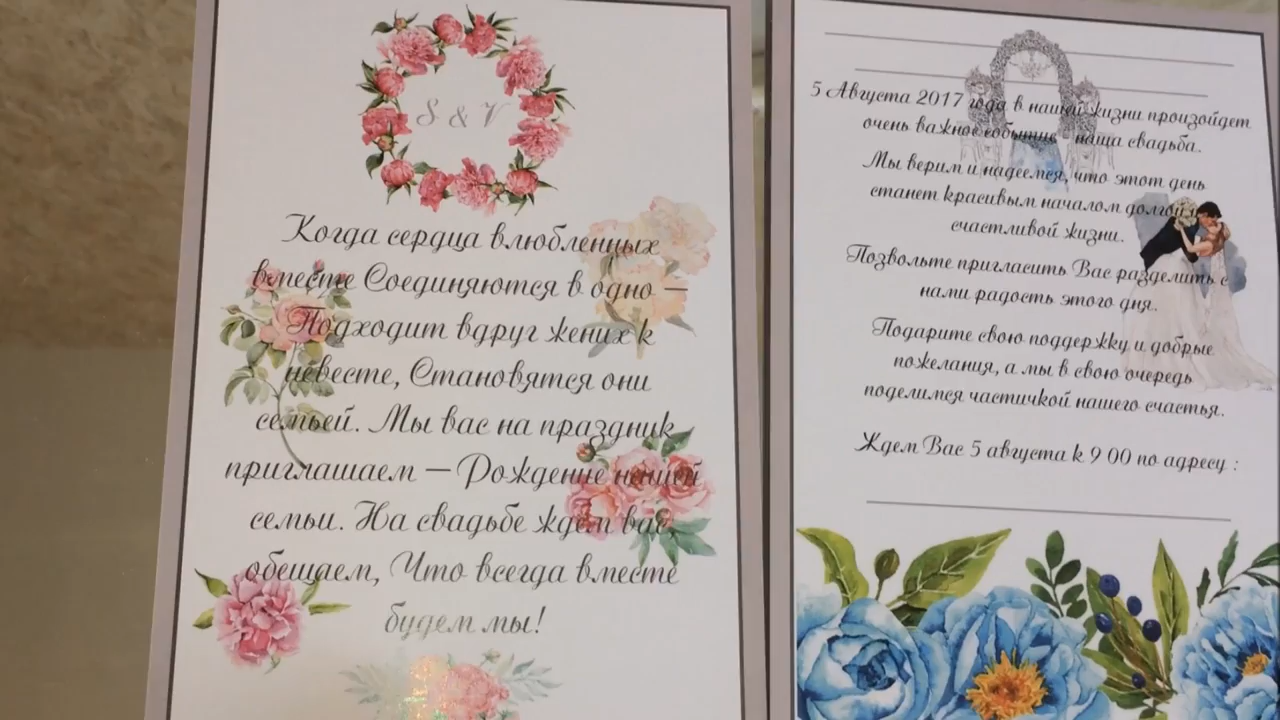 S & V
Когда сердца влюбленных
вместе Соединяются в одно —
Подходит вдруг жених к
невесте, Становятся они
семьей. Мы вас на праздник
приглашаем — Рождение нашей
семьи. На свадьбе ждем вас,
обещаем, Что всегда вместе
будем мы!
5 Августа 2017 года в нашей жизни произойдет
очень важное событие - наша свадьба.
Мы верим и надеемся, что этот день
станет красивым началом долгой и
счастливой жизни.
Позвольте пригласить Вас разделить с
нами радость этого дня.
Подарите свою поддержку и добрые
пожелания, а мы в свою очередь
поделимся частичкой нашего счастья.
Ждем Вас 5 августа к 9 00 по адресу :